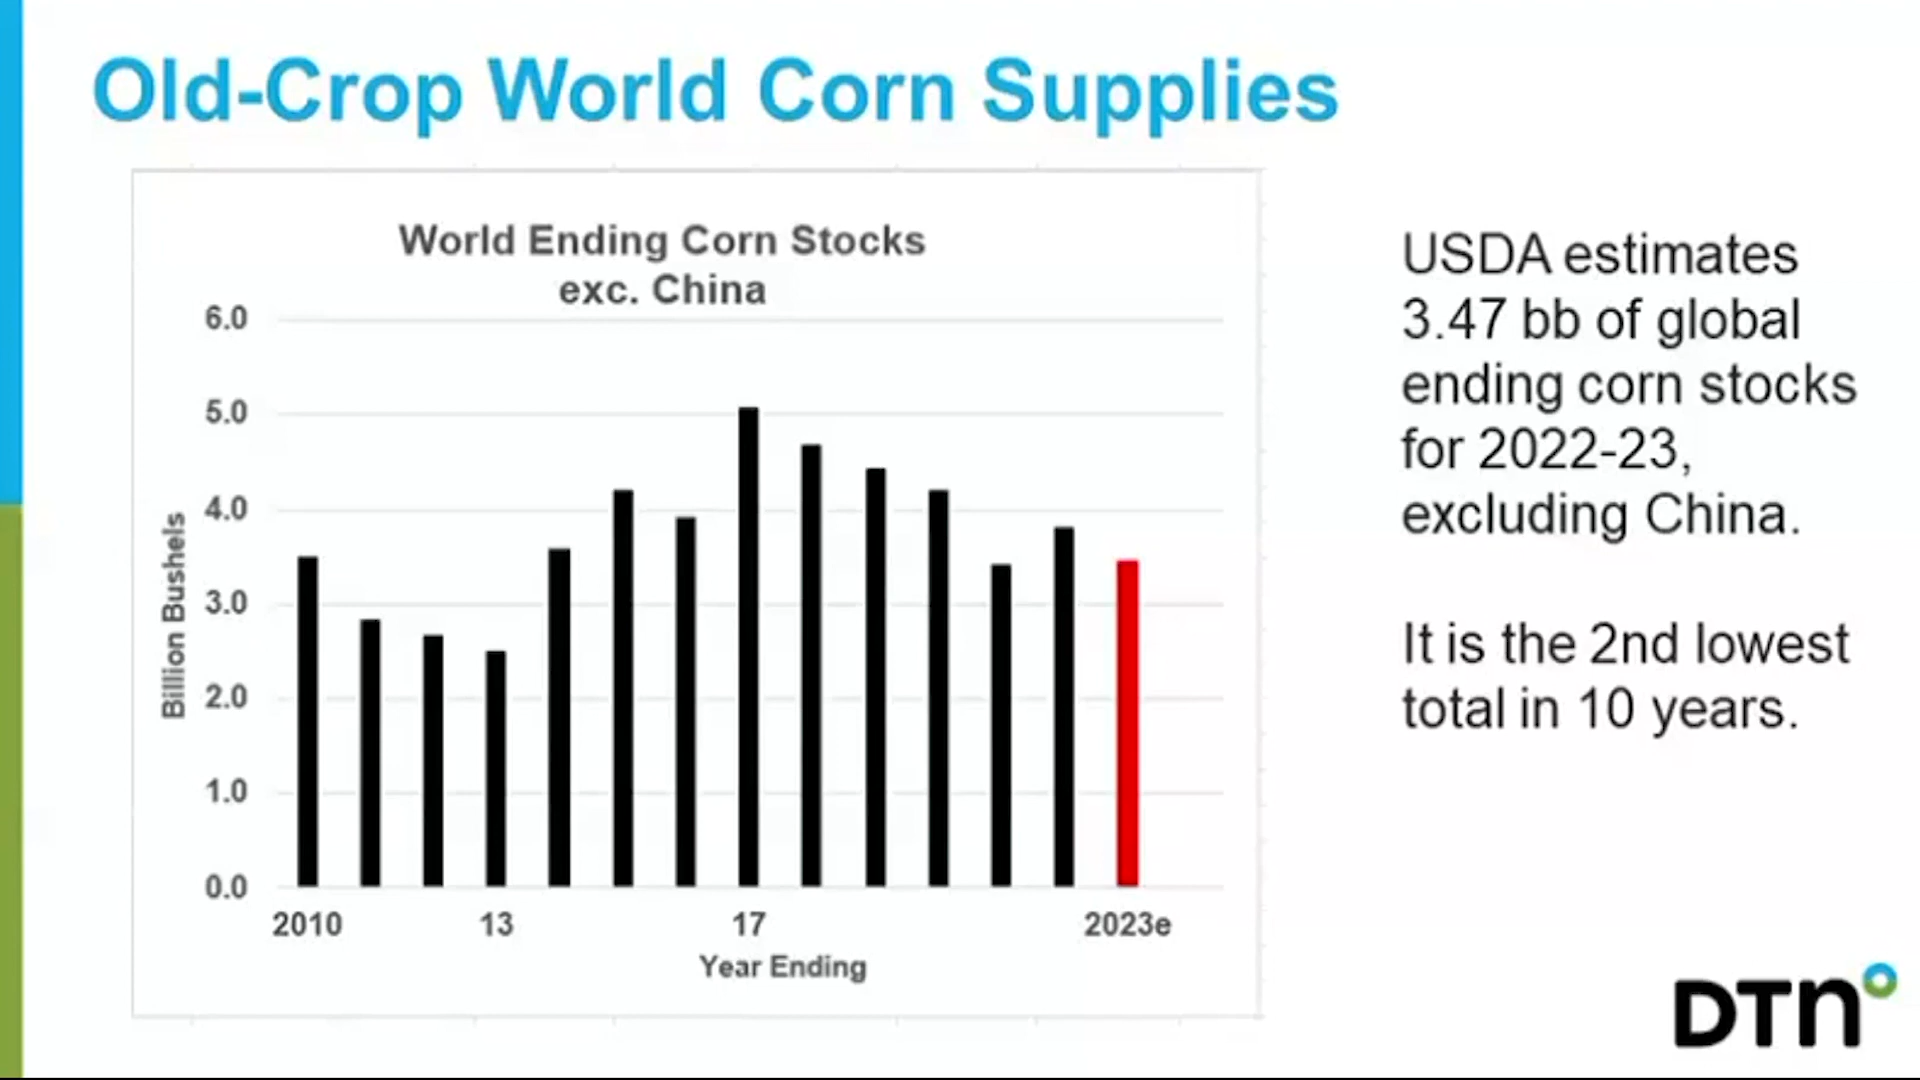 Old-Crop World Corn Supplies
World Ending Corn Stocks
exc. China
6.0
5.0
4.0
3.0
2.0
1.0
0.0
Billion Bushels
2010
13
17
2023e
Year Ending
USDA estimates
3.47 bb of global
ending corn stocks
for 2022-23,
excluding China.
It is the 2nd lowest
total in 10 years.
DTN